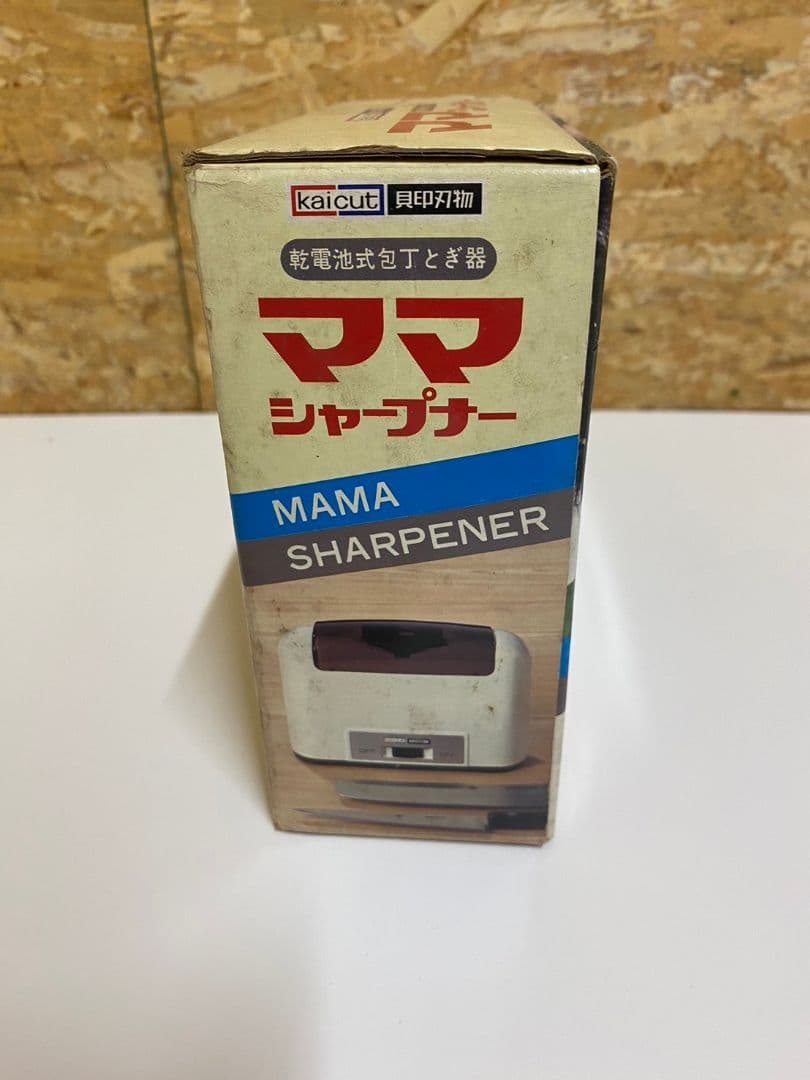 kaicut 貝印刃物
乾電池式包丁とぎ器
ママ
シャープナー
MAMA
SHARPENER